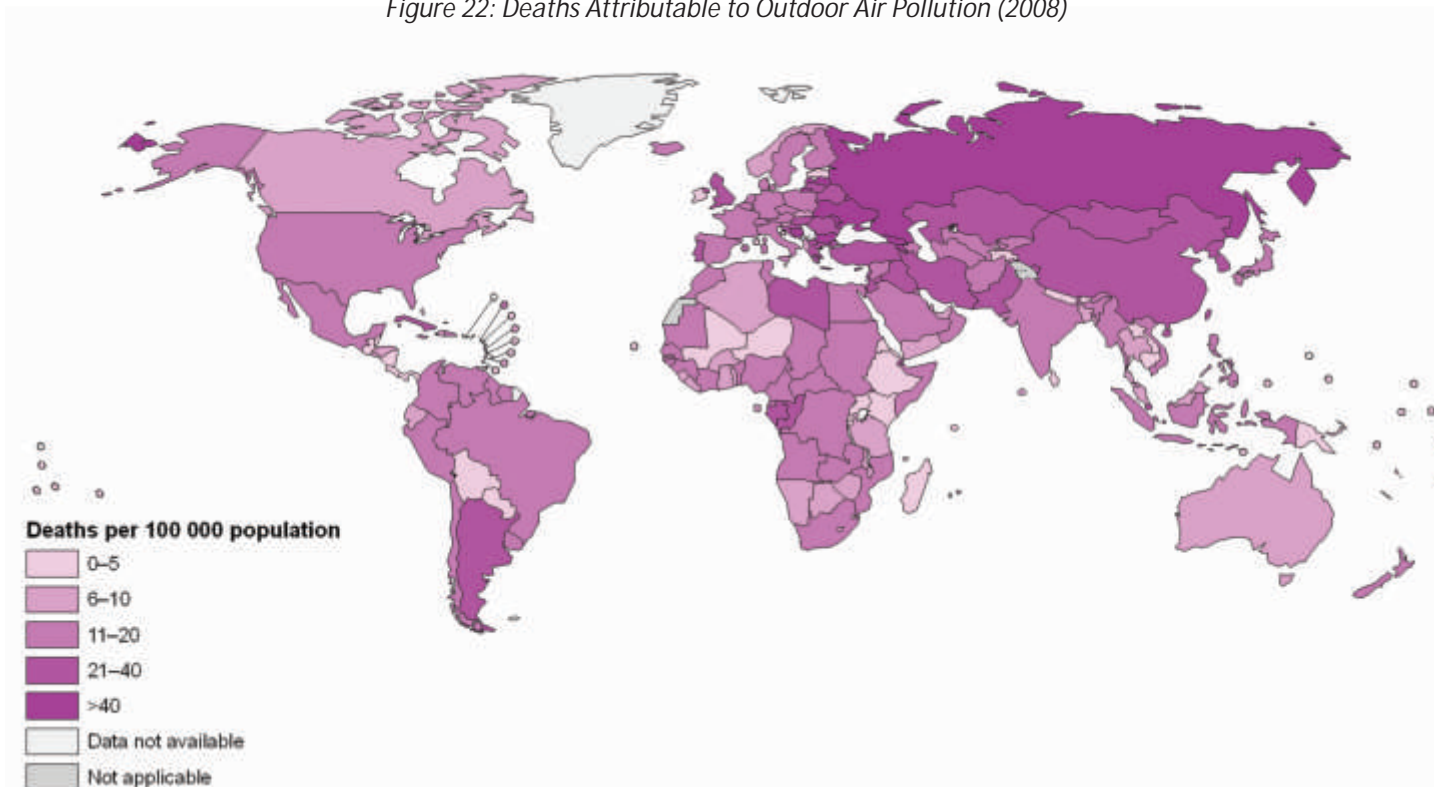 Figure 22: Deaths Attributable to Outdoor Air Pollution (2008)
Deaths per 100 000 population
0–5
6–10
11–20
21–40
>40
Data not available
Not applicable